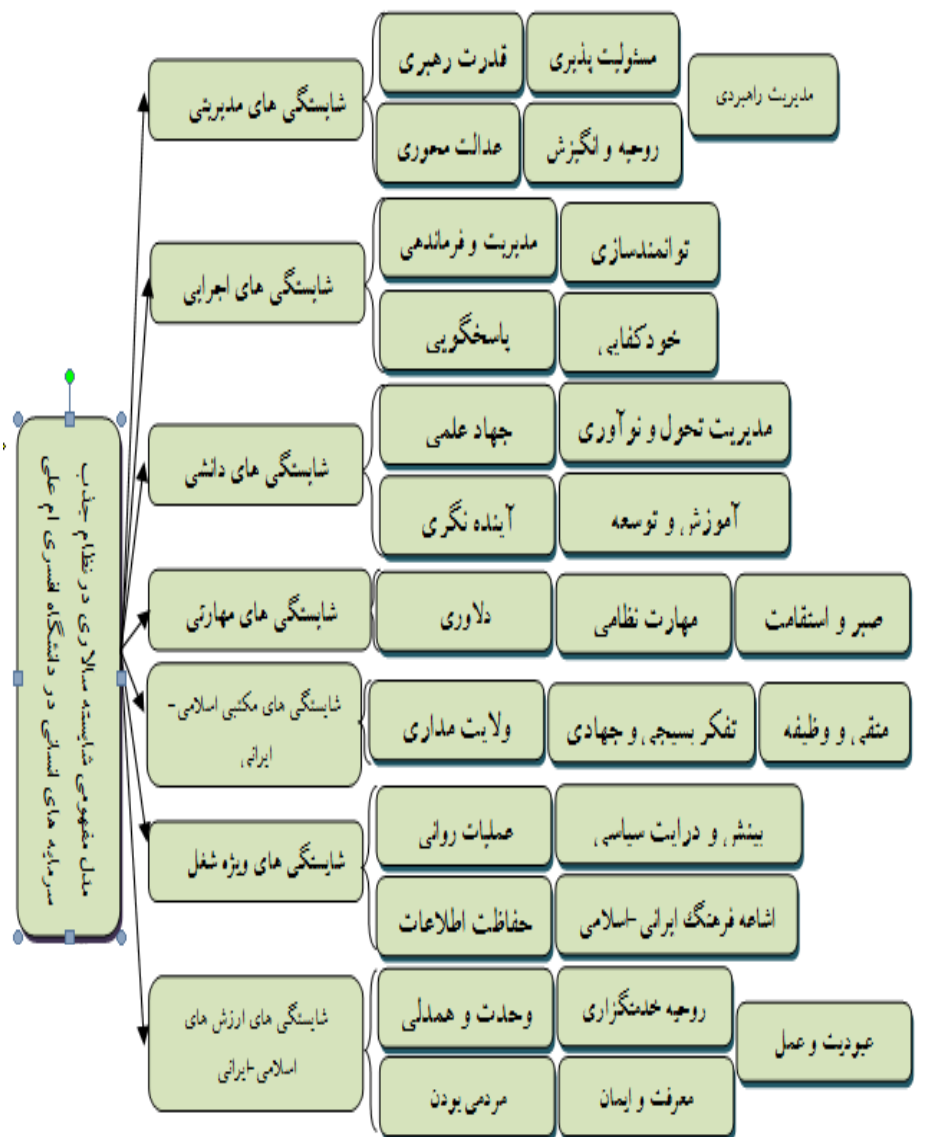 مدل مفهومی شایسته سالاری در نظام جذب
سرمایه های انسانی در دانشگاه افسری ام علی
شایستگی های مدیریتی
قدرت رهبری
مسئولیت پذیری
مدیریت راهبردی
عدالت محوری
روحیه و انگیزش
شایستگی های اجرایی
مدیریت و فرماندهی
توانمندسازی
پاسخگویی
خودکفایی
شایستگی های دانشی
جهاد علمی
مدیریت تحول و نوآوری
آینده نگری
آموزش و توسعه
شایستگی های مهارتی
دلاوری
مهارت نظامی
صبر و استقامت
شایستگی های مکتبی اسلامی-
ایرانی
ولایت مداری
تفکر بسیجی و جهادی
متقی و وظیفه
شایستگی های ویژه شغل
عملیات روانی
بینش و درایت سیاسی
حفاظت اطلاعات
اشاعه فرهنگ ایرانی-اسلامی
شایستگی های ارزش های
اسلامی-ایرانی
وحدت و همدلی
روحیه خدمتگزاری
عبودیت و عمل
مردمی بودن
معرفت و ایمان